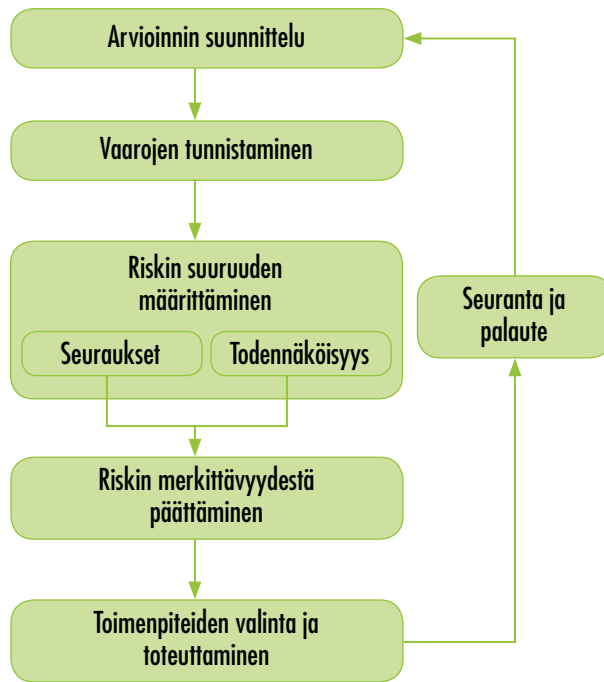 Arvioinnin suunnittelu
Vaarojen tunnistaminen
Riskin suuruuden
määrittäminen
Seuraukset
Todennäköisyys
Riskin merkittävyydestä
päättäminen
Toimenpiteiden valinta ja
toteuttaminen
Seuranta ja
palaute